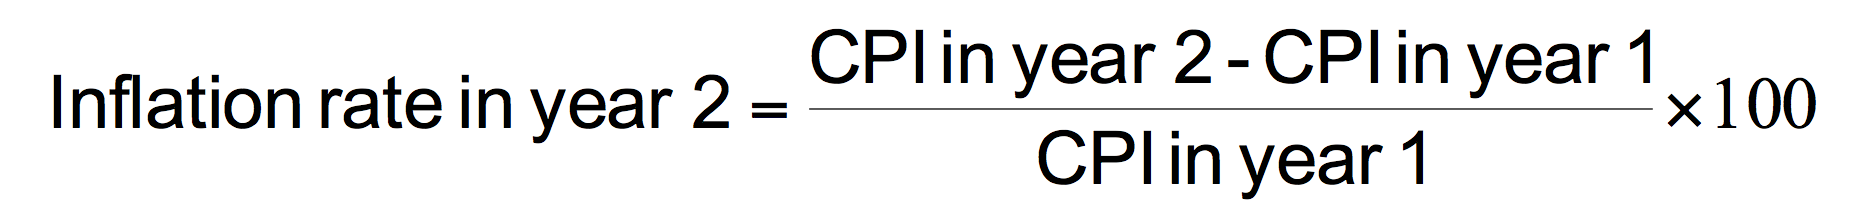 Inflation rate in year 2 = CPI in year 2 - CPI in year 1 ×100
CPI in year 1